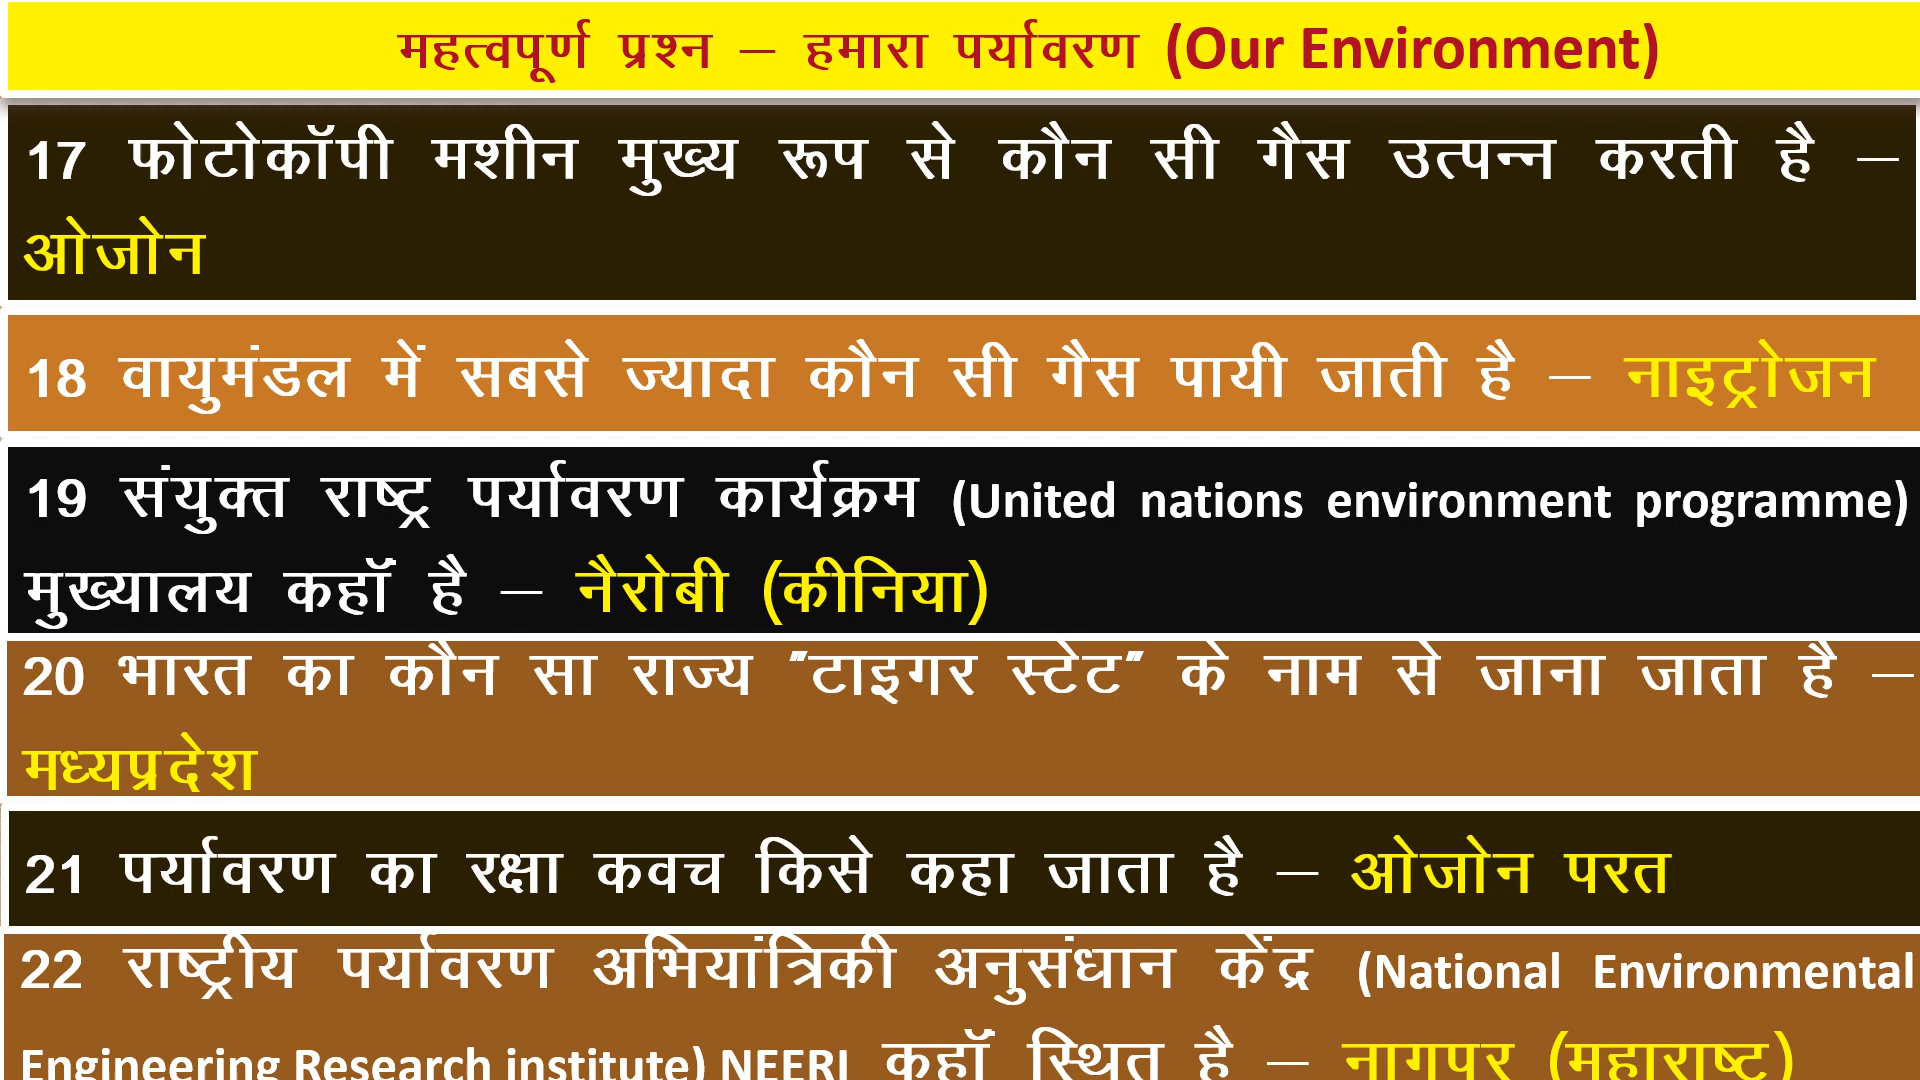 महत्वपूर्ण प्रश्न – हमारा पर्यावरण (Our Environment)
17 फोटोकॉपी मशीन मुख्य रूप से कौन सी गैस उत्पन्न करती है –
ओजोन
18 वायुमंडल में सबसे ज्यादा कौन सी गैस पायी जाती है – नाइट्रोजन
19 संयुक्त राष्ट्र पर्यावरण कार्यक्रम (United nations environment programme)
मुख्यालय कहॉं है – नैरोबी (कीनिया)
20 भारत का कौन सा राज्य "टाइगर स्टेट" के नाम से जाना जाता है –
मध्यप्रदेश
21 पर्यावरण का रक्षा कवच किसे कहा जाता है – ओजोन परत
22 राष्ट्रीय पर्यावरण अभियांत्रिकी अनुसंधान केंद्र (National Environmental
Engineering Research institute) NEERI कहॉं स्थित है – नागपुर (महाराष्ट्र)